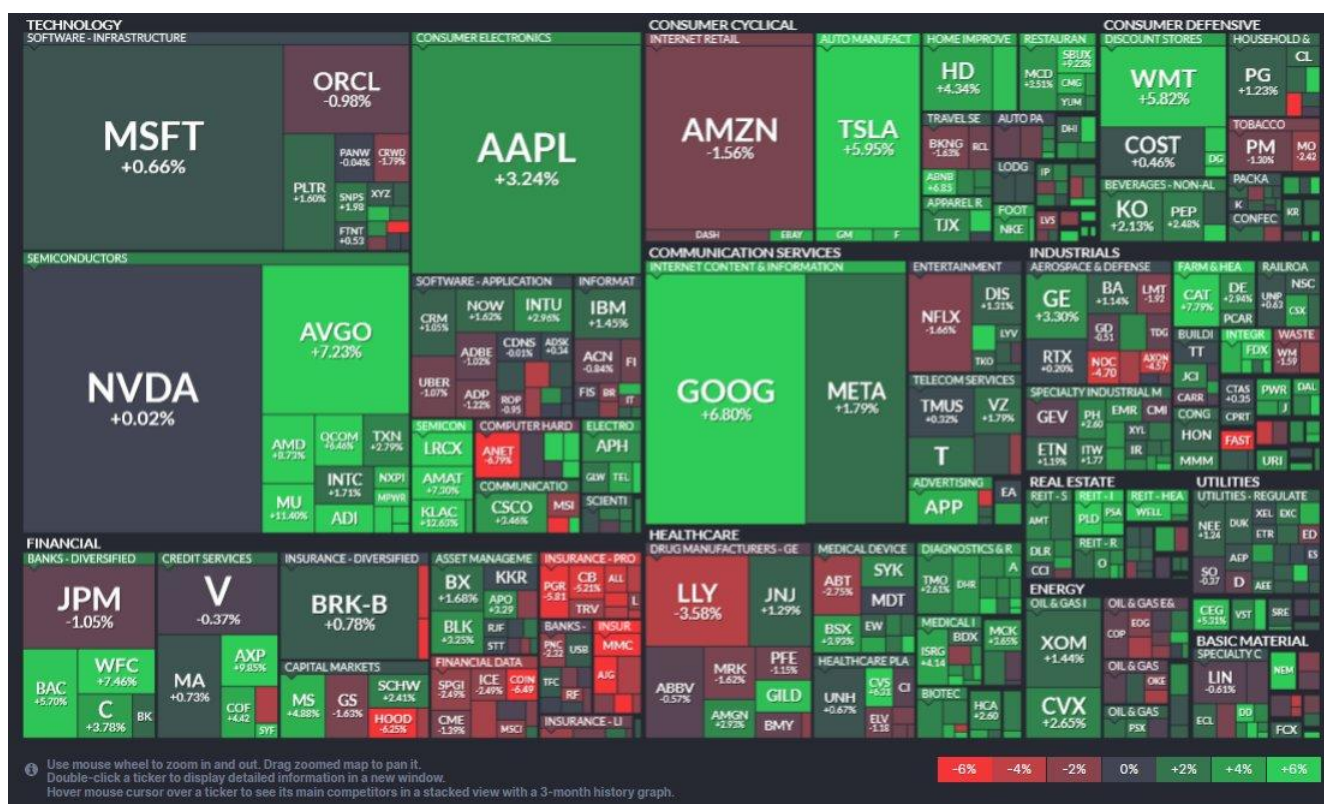 TECHNOLOGY
SOFTWARE - INFRASTRUCTURE
MSFT
+0.66%
ORCL
-0.98%
PLTR
+1.60%
PANW
-0.04%
CRWD
-1.79%
SNPS
+1.98
XYZ
FTNT
+0.53
CONSUMER ELECTRONICS
AAPL
+3.24%
SEMICONDUCTORS
NVDA
+0.02%
AVGO
+7.23%
AMD
+8.73%
QCOM
+6.46%
TXN
+2.79%
INTC
+1.71%
NXPI
MPWR
MU
+11.40%
ADI
SOFTWARE - APPLICATION
CRM
+1.05%
NOW
+1.62%
INTU
+2.96%
ADBE
-1.02%
CDNS
-0.01%
ADSK
+0.34
UBER
-1.07%
ADP
-1.22%
ROP
-0.95
INFORMAT
IBM
+1.45%
ACN
-0.84%
FI
FIS
BR
IT
SEMICON
LRCX
AMAT
+7.30%
KLAC
+12.63%
COMPUTER HARD
ANET
-6.79%
ELECTRO
APH
GLW
TEL
COMMUNICATIO
CSCO
+3.46%
MSI
SCIENTI
CONSUMER CYCLICAL
INTERNET RETAIL
AMZN
-1.56%
DASH
EBAY
AUTO MANUFACT
TSLA
+5.95%
GM
F
HOME IMPROVE
HD
+4.34%
RESTAURAN
MCD
+2.51%
SBUX
+9.22%
CMG
YUM
TRAVEL SE
BKNG
-1.63%
RCL
ABNB
+6.83
AUTO PA
DHI
LODG
IP
APPAREL R
TJX
FOOT
NKE
LVS
CONSUMER DEFENSIVE
DISCOUNT STORES
WMT
+5.82%
COST
+0.46%
DG
HOUSEHOLD &
PG
+1.23%
CL
TOBACCO
PM
-1.30%
MO
-2.42
BEVERAGES - NON-AL
KO
+2.13%
PEP
+2.48%
PACKA
K
KR
CONFEC
COMMUNICATION SERVICES
INTERNET CONTENT & INFORMATION
GOOG
+6.80%
META
+1.79%
ENTERTAINMENT
NFLX
-1.66%
DIS
+1.31%
LYV
TKO
TELECOM SERVICES
TMUS
+0.32%
VZ
+1.79%
T
ADVERTISING
APP
EA
INDUSTRIALS
AEROSPACE & DEFENSE
GE
+3.30%
BA
+1.14%
LMT
-1.92
GD
-0.51
TDG
RTX
+0.20%
NOC
-4.70
AXON
-4.57
FARM & HEA
CAT
+7.79%
DE
+2.94%
PCAR
RAILROA
UNP
+0.63
NSC
CSX
BUILDI
TT
JCI
CARR
INTEGR
FDX
WASTE
WM
-1.59
SPECIALTY INDUSTRIAL M
GEV
PH
+2.60
EMR
CMI
XYL
ETN
+1.19%
ITW
+1.77
IR
CTAS
+0.35
PWR
DAL
CPRT
J
CONG
HON
MMM
FAST
URI
REAL ESTATE
REIT - S
AMT
DLR
CCI
REIT - I
PLD
PSA
REIT - HEA
WELL
REIT - R
O
UTILITIES
UTILITIES - REGULATE
NEE
+1.24
DUK
XEL
EXC
ETR
ED
AEP
ES
SO
-0.37
D
AEE
CEG
+5.31%
VST
SRE
FINANCIAL
BANKS - DIVERSIFIED
JPM
-1.05%
BAC
+5.70%
WFC
+7.46%
C
+3.78%
BK
CREDIT SERVICES
V
-0.37%
MA
+0.73%
AXP
+9.85%
COF
+4.42
SYF
INSURANCE - DIVERSIFIED
BRK-B
+0.78%
CAPITAL MARKETS
MS
+4.88%
GS
-1.63%
SCHW
+2.41%
HOOD
-6.25%
ASSET MANAGEME
BX
+1.68%
KKR
APO
+3.29
BLK
+3.25%
RJF
STT
INSURANCE - PRO
PGR
-5.81
CB
-5.21%
ALL
L
TRV
BANKS -
PNC
-2.32
USB
TFC
RF
INSUR
MMC
AJG
FINANCIAL DATA
SPGI
-2.49%
ICE
-2.49%
COIN
-6.49
CME
-1.39%
MSCI
INSURANCE - LI
HEALTHCARE
DRUG MANUFACTURERS - GE
LLY
-3.58%
JNJ
+1.29%
ABBV
-0.57%
MRK
-1.62%
PFE
-1.15%
AMGN
+2.93%
GILD
BMY
MEDICAL DEVICE
ABT
-2.75%
SYK
MDT
BSX
+3.93%
EW
HEALTHCARE PLA
UNH
+0.67%
CVS
+6.31
CI
ELV
-1.18
DIAGNOSTICS & R
TMO
+2.61%
DHR
A
MEDICAL I
ISRG
+4.14
BDX
MCK
+3.65%
BIOTEC
HCA
+2.60
ENERGY
OIL & GAS I
XOM
+1.44%
CVX
+2.65%
OIL & GAS E&
COP
EOG
OIL & GAS
OKE
OIL & GAS
PSX
BASIC MATERIAL
SPECIALTY C
LIN
-0.61%
NEM
ECL
DD
FCX
Use mouse wheel to zoom in and out. Drag zoomed map to pan it.
Double-click a ticker to display detailed information in a new window.
Hover mouse cursor over a ticker to see its main competitors in a stacked view with a 3-month history graph.
-6%
-4%
-2%
0%
+2%
+4%
+6%